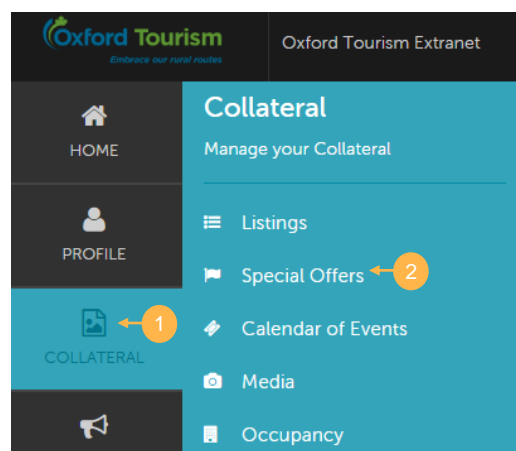 Oxford Tourism
Embrace our rural routes
Oxford Tourism Extranet
HOME
PROFILE
1
COLLATERAL
Collateral
Manage your Collateral
Listings
Special Offers
2
Calendar of Events
Media
Occupancy